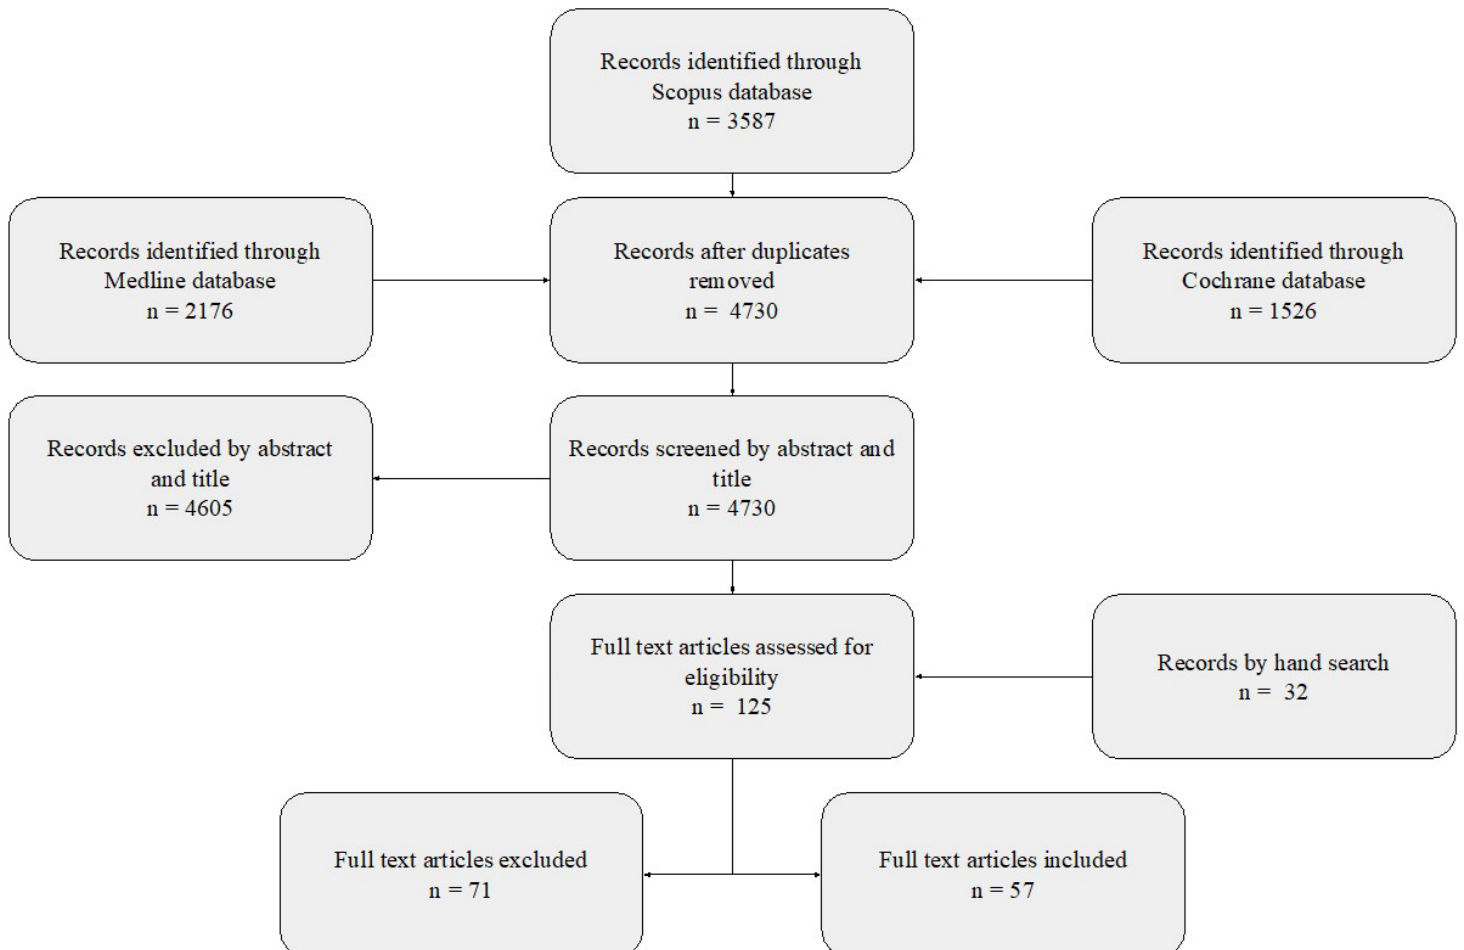 Records identified through
Scopus database
n = 3587
Records identified through
Medline database
n = 2176
Records after duplicates
removed
n = 4730
Records identified through
Cochrane database
n = 1526
Records excluded by abstract
and title
n = 4605
Records screened by abstract and
title
n = 4730
Full text articles assessed for
eligibility
n = 125
Records by hand search
n = 32
Full text articles excluded
n = 71
Full text articles included
n = 57